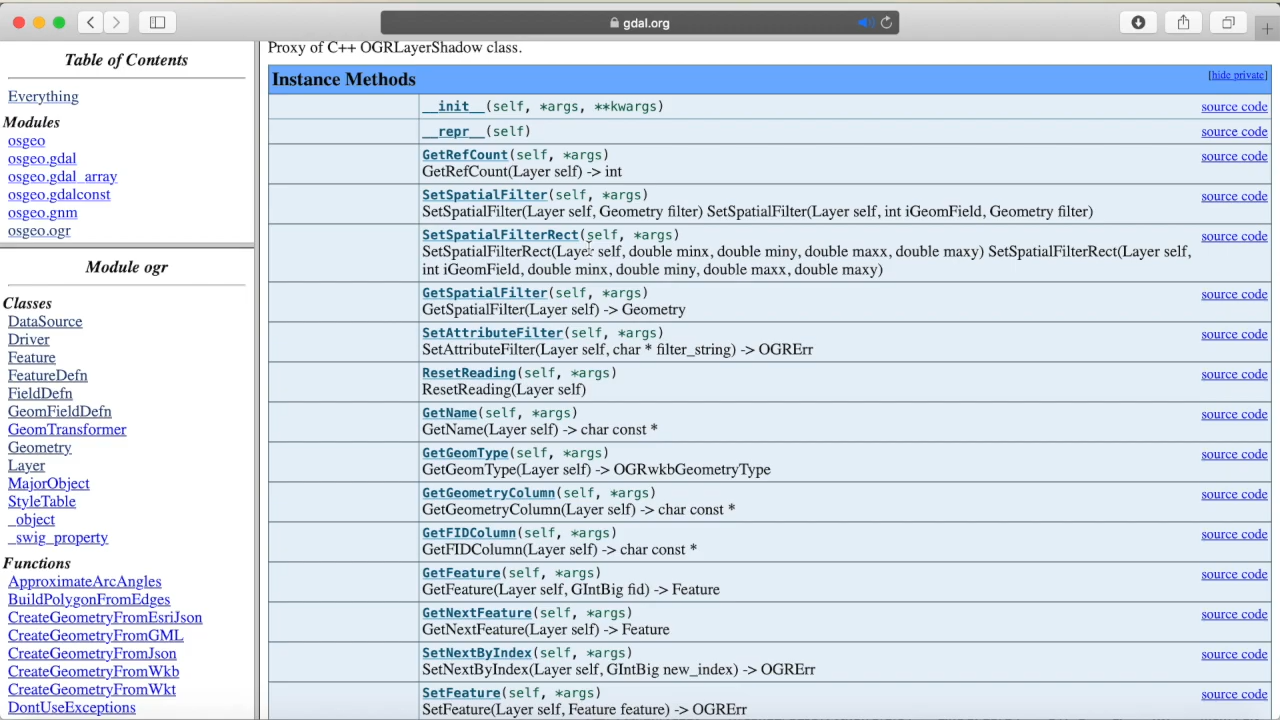 gdal.org
Table of Contents
Everything
Modules
osgeo
osgeo.gdal
osgeo.gdal_array
osgeo.gdalconst
osgeo.gnm
osgeo.ogr
Module ogr
Classes
DataSource
Driver
Feature
FeatureDefn
FieldDefn
GeomFieldDefn
GeomTransformer
Geometry
Layer
MajorObject
StyleTable
_object
_swig_property
Functions
ApproximateArcAngles
BuildPolygonFromEdges
CreateGeometryFromEsriJson
CreateGeometryFromGML
CreateGeometryFromJson
CreateGeometryFromWkb
CreateGeometryFromWkt
DontUseExceptions
Proxy of C++ OGRLayerShadow class.
Instance Methods [hide private]
__init__(self, *args, **kwargs) source code
__repr__(self) source code
GetRefCount(self, *args) source code
GetRefCount(Layer self) -> int
SetSpatialFilter(self, *args) source code
SetSpatialFilter(Layer self, Geometry filter) SetSpatialFilter(Layer self, int iGeomField, Geometry filter)
SetSpatialFilterRect(self, *args) source code
SetSpatialFilterRect(Layer self, double minx, double miny, double maxx, double maxy) SetSpatialFilterRect(Layer self,
int iGeomField, double minx, double miny, double maxx, double maxy)
GetSpatialFilter(self, *args) source code
GetSpatialFilter(Layer self) -> Geometry
SetAttributeFilter(self, *args) source code
SetAttributeFilter(Layer self, char * filter_string) -> OGRErr
ResetReading(self, *args) source code
ResetReading(Layer self)
GetName(self, *args) source code
GetName(Layer self) -> char const *
GetGeomType(self, *args) source code
GetGeomType(Layer self) -> OGRwkbGeometryType
GetGeometryColumn(self, *args) source code
GetGeometryColumn(Layer self) -> char const *
GetFIDColumn(self, *args) source code
GetFIDColumn(Layer self) -> char const *
GetFeature(self, *args) source code
GetFeature(Layer self, GIntBig fid) -> Feature
GetNextFeature(self, *args) source code
GetNextFeature(Layer self) -> Feature
SetNextByIndex(self, *args) source code
SetNextByIndex(Layer self, GIntBig new_index) -> OGRErr
SetFeature(self, *args) source code
SetFeature(Layer self, Feature feature) -> OGRErr